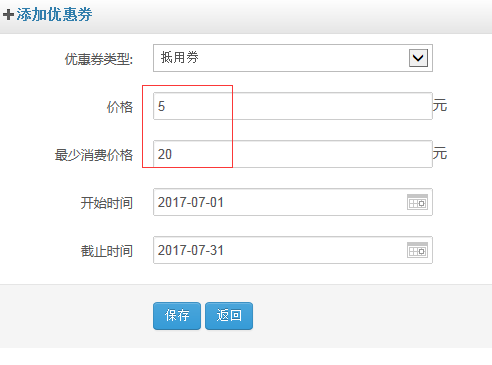 添加优惠券
优惠券类型: 抵用券
价格 5 元
最少消费价格 20 元
开始时间 2017-07-01
截止时间 2017-07-31
保存 返回